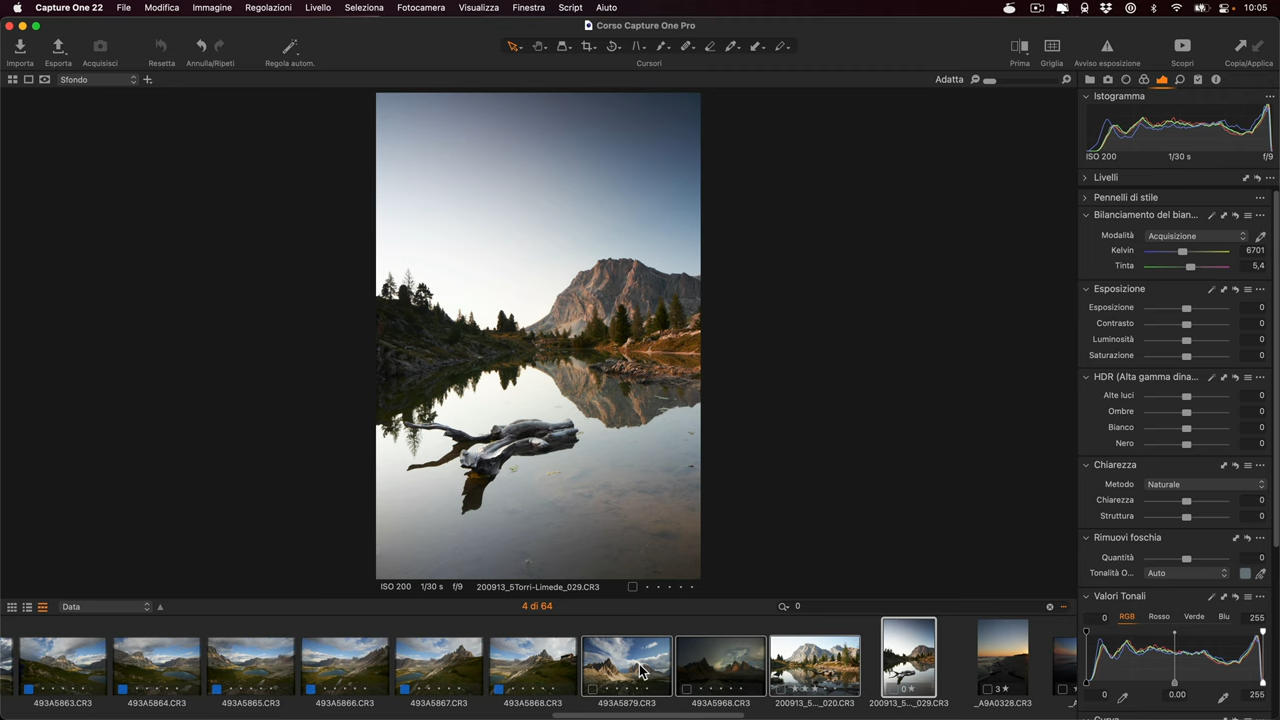 Capture One 22 File Modifica Immagine Regolazioni Livello Seleziona Fotocamera Visualizza Finestra Script Aiuto 10:05
Corso Capture One Pro
Importa Esporta Acquisisci Resetta Annulla/Ripeti Regola autom. Cursori Prima Griglia Avviso esposizione Scopri Copia/Applica
Sfondo Adatta
Istogramma
ISO 200 1/30 s f/9
Livelli
Pennelli di stile
Bilanciamento del bian...
Modalità Acquisizione
Kelvin 6701
Tinta 5,4
Esposizione
Esposizione 0
Contrasto 0
Luminosità 0
Saturazione 0
HDR (Alta gamma dina...
Alte luci 0
Ombre 0
Bianco 0
Nero 0
Chiarezza
Metodo Naturale
Chiarezza 0
Struttura 0
Rimuovi foschia
Quantità 0
Tonalità O... Auto
Valori Tonali
0 RGB Rosso Verde Blu 255
0 0.00 255
ISO 200 1/30 s f/9 200913_5Torri-Limede_029.CR3
Data 4 di 64 0
0 ★
3 ★
493A5863.CR3 493A5864.CR3 493A5865.CR3 493A5866.CR3 493A5867.CR3 493A5868.CR3 493A5879.CR3 493A5968.CR3 200913_5..._020.CR3 200913_5..._029.CR3 _A9A0328.CR3